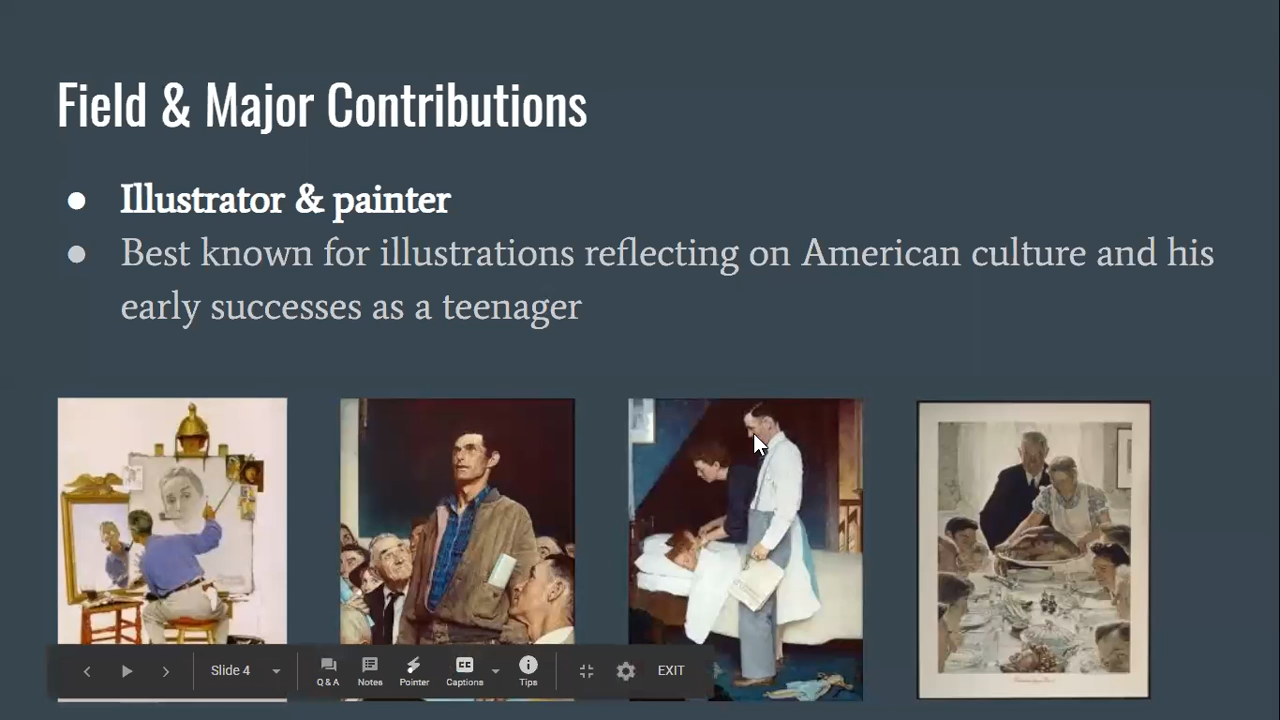 Field & Major Contributions
● Illustrator & painter
● Best known for illustrations reflecting on American culture and his
early successes as a teenager
Slide 4
Q & A Notes Pointer Captions Tips EXIT
CC